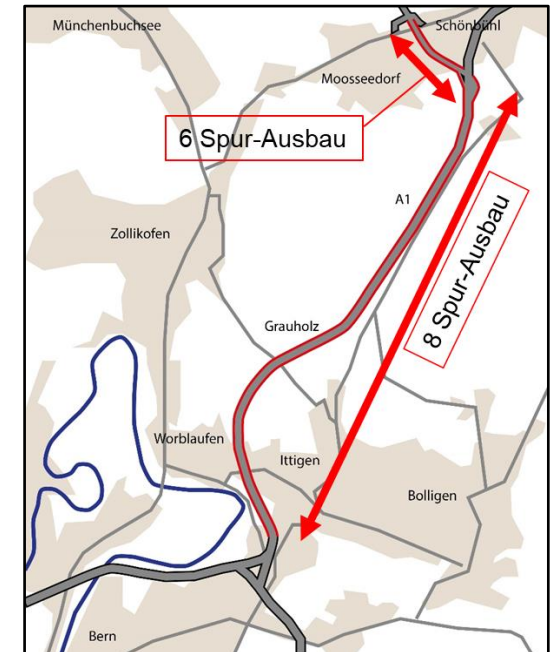 Münchenbuchsee
Schönbühl
Moosseedorf
6 Spur-Ausbau
A1
Zollikofen
8 Spur-Ausbau
Grauholz
Worblaufen
Ittigen
Bolligen
Bern